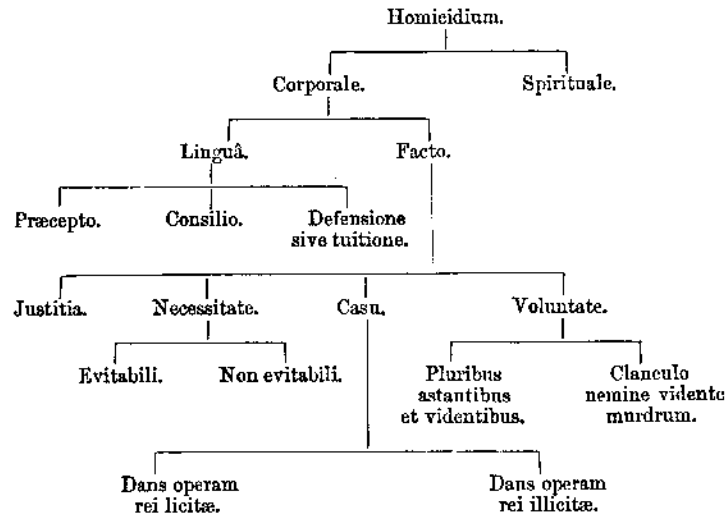 Homicidium.
Corporale. Spirituale.
Linguâ. Facto.
Præcepto. Consilio. Defensione
sive tuitione.
Justitia. Necessitate. Casu. Voluntate.
Evitabili. Non evitabili. Pluribus Clanculo
astantibus nemine vidente
et videntibus. murdrum.
Dans operam Dans operam
rei licitæ. rei illicitæ.